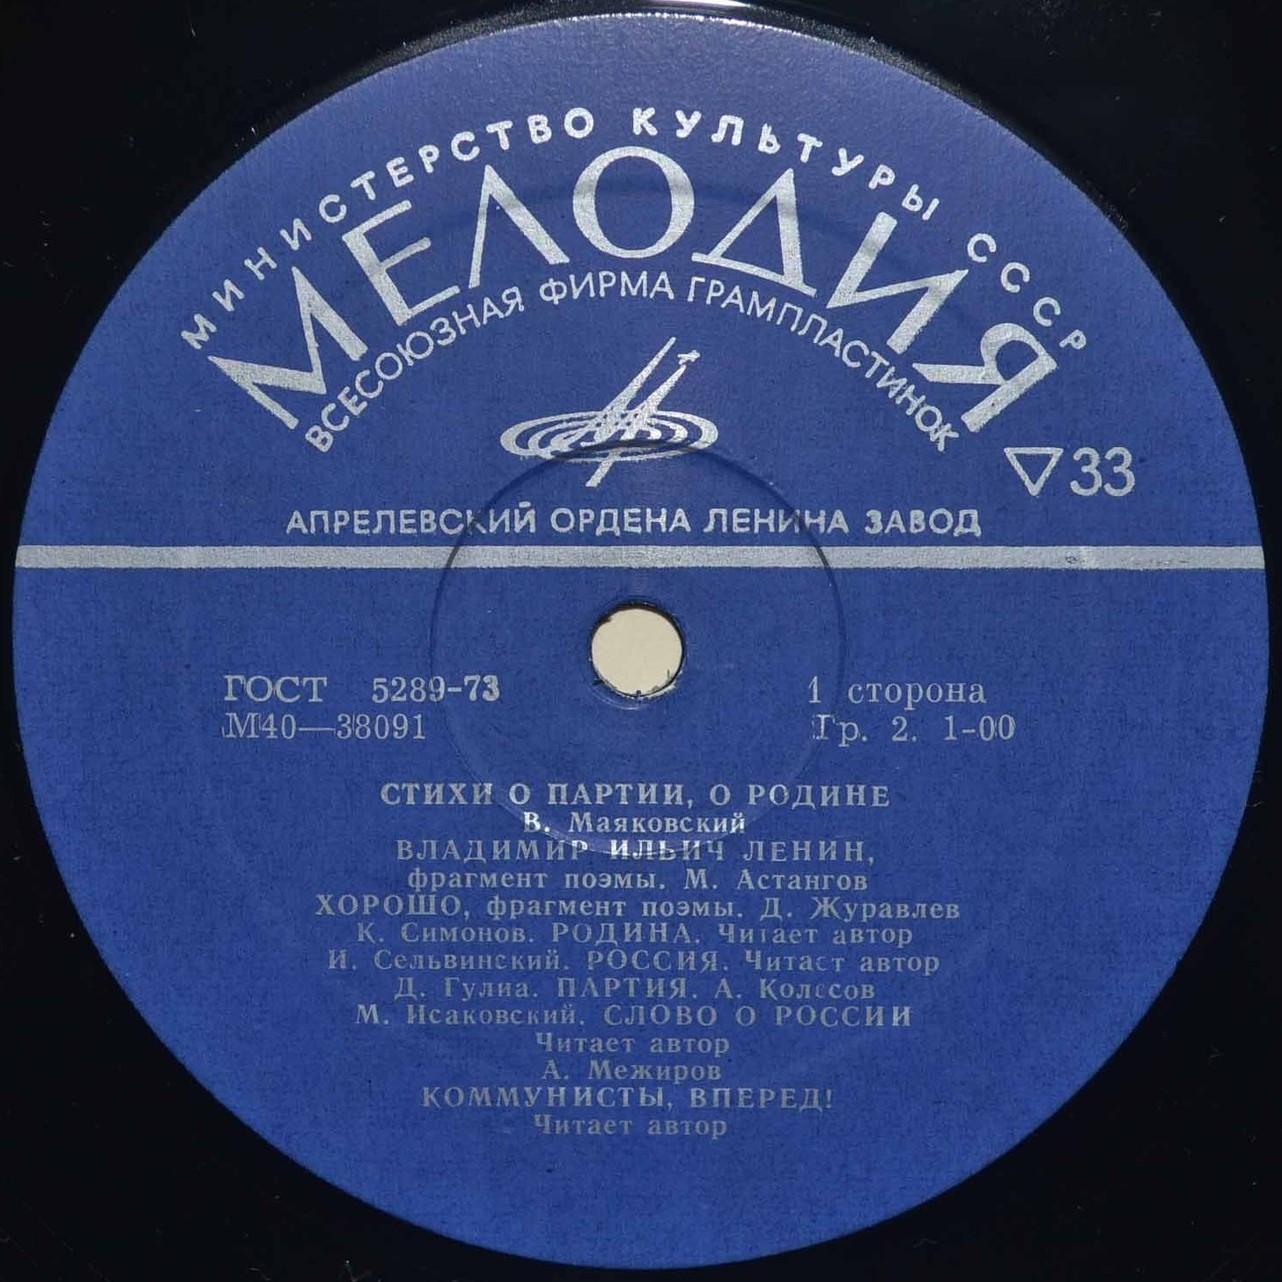 МИНИСТЕРСТВО КУЛЬТУРЫ СССР
МЕЛОДИЯ
ВСЕСОЮЗНАЯ ФИРМА ГРАМПЛАСТИНОК
33
АПРЕЛЕВСКИЙ ОРДЕНА ЛЕНИНА ЗАВОД
ГОСТ 5289-73
1 сторона
М40—38091
Гр. 2. 1-00
СТИХИ О ПАРТИИ, О РОДИНЕ
В. Маяковский
ВЛАДИМИР ИЛЬИЧ ЛЕНИН,
фрагмент поэмы. М. Астангов
ХОРОШО, фрагмент поэмы. Д. Журавлев
К. Симонов. РОДИНА. Читает автор
И. Сельвинский. РОССИЯ. Читает автор
Д. Гулиа. ПАРТИЯ. А. Колесов
М. Исаковский. СЛОВО О РОССИИ
Читает автор
А. Межиров
КОММУНИСТЫ, ВПЕРЕД!
Читает автор